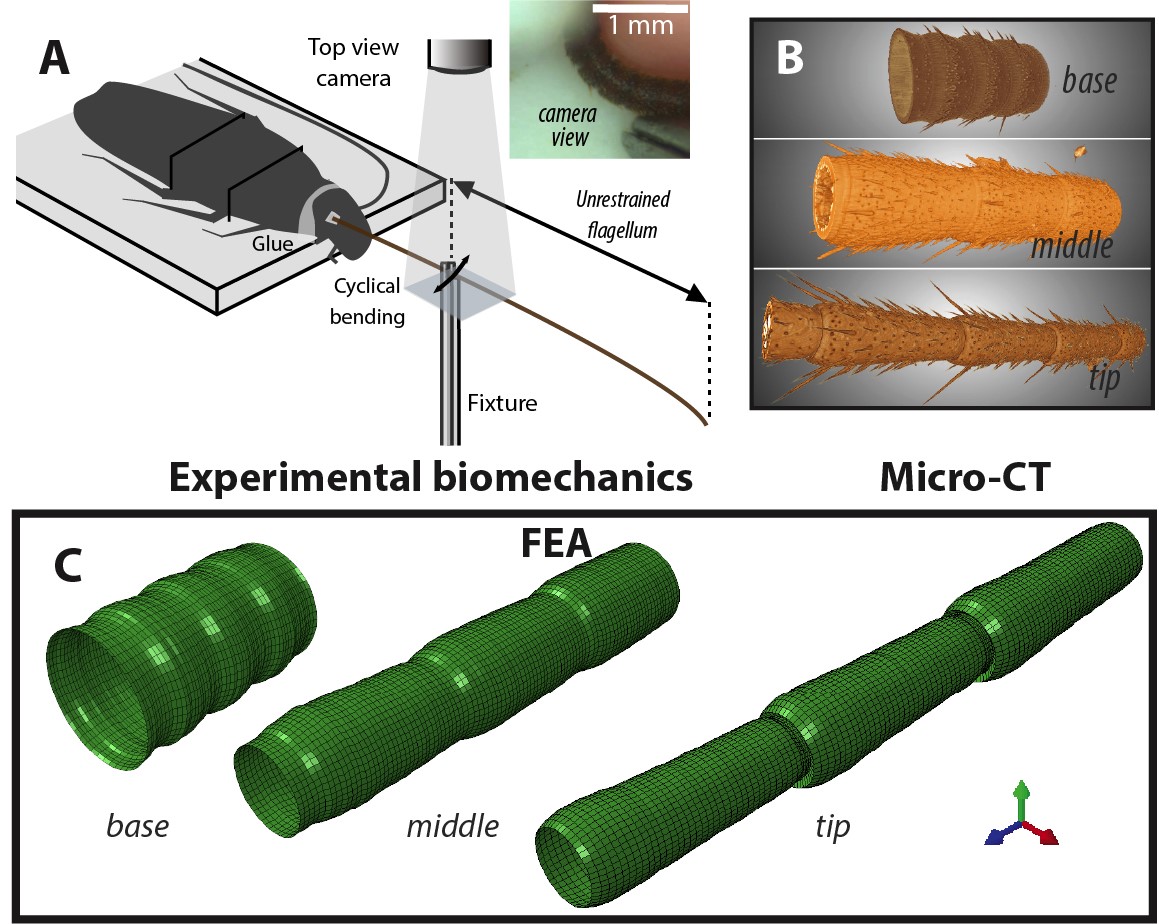 A
Top view
camera
1 mm
camera
view
Unrestrained
flagellum
Glue
Cyclical
bending
Fixture
Experimental biomechanics
B
base
middle
tip
Micro-CT
C
FEA
base
middle
tip